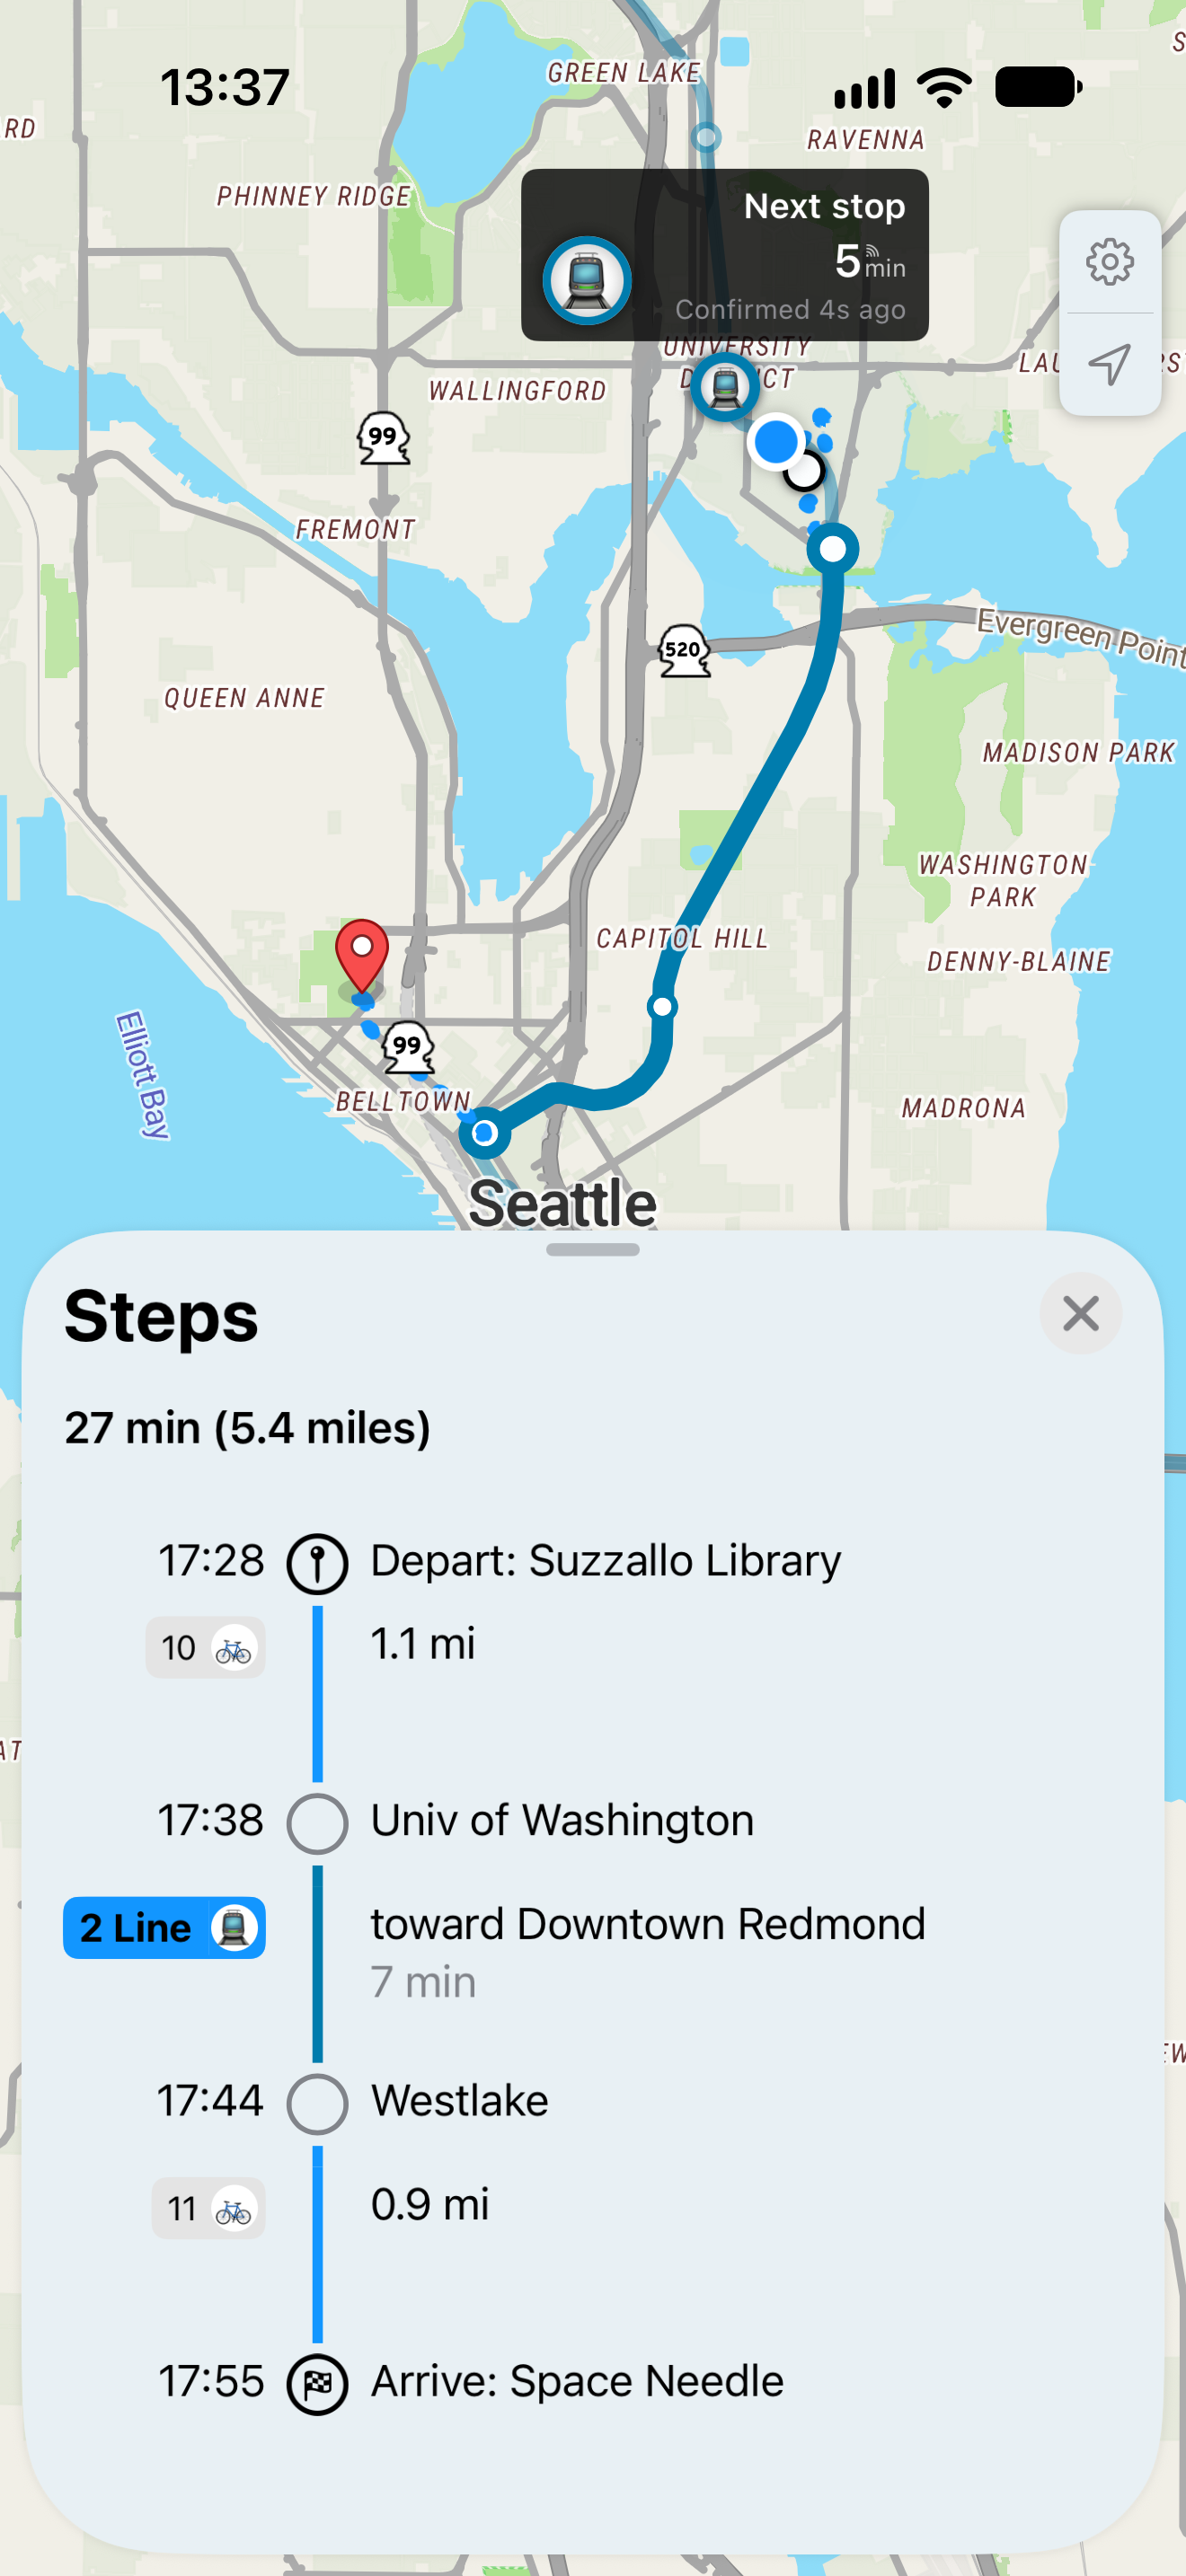 13:37
GREEN LAKE
RAVENNA
PHINNEY RIDGE
Next stop
5 min
Confirmed 4s ago
UNIVERSITY
WALLINGFORD
99
FREMONT
520
Evergreen Point
QUEEN ANNE
MADISON PARK
WASHINGTON
PARK
CAPITOL HILL
DENNY-BLAINE
Elliott Bay
99
BELLTOWN
MADRONA
Seattle
Steps
27 min (5.4 miles)
17:28 Depart: Suzzallo Library
10 1.1 mi
17:38 Univ of Washington
2 Line toward Downtown Redmond
7 min
17:44 Westlake
11 0.9 mi
17:55 Arrive: Space Needle